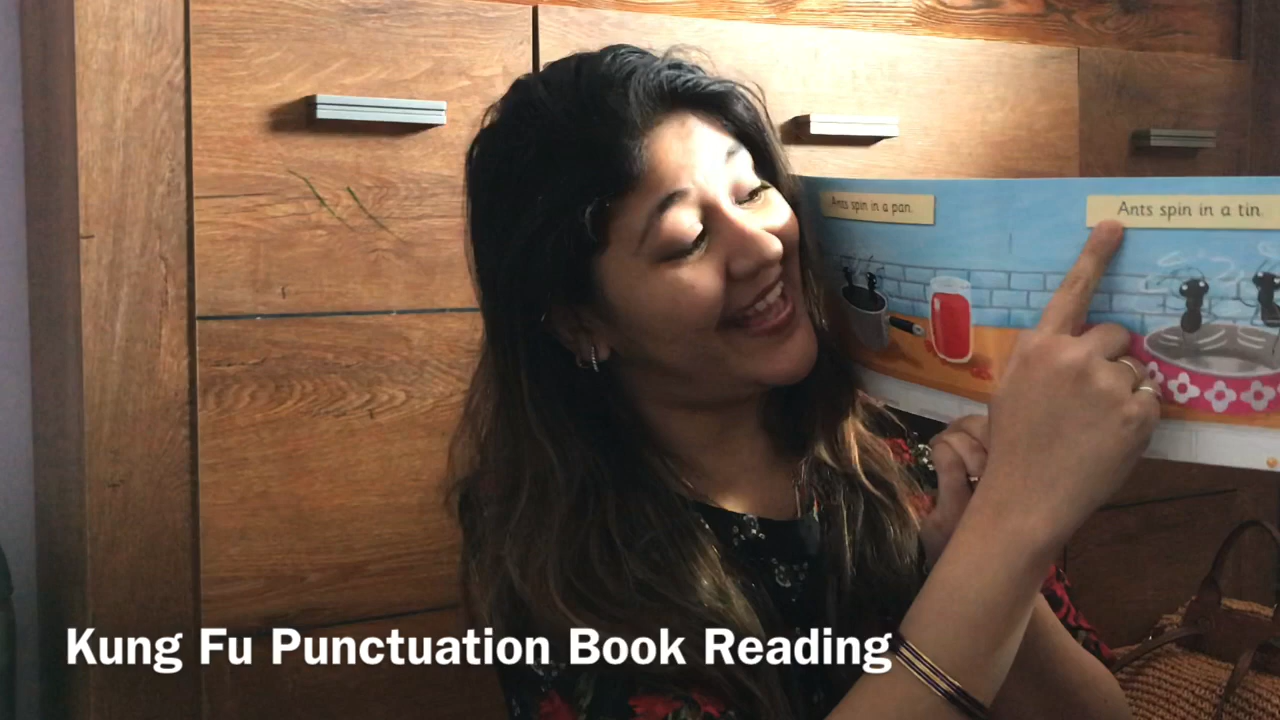 Ants spin in a pan.
Ants spin in a tin.
Kung Fu Punctuation Book Reading